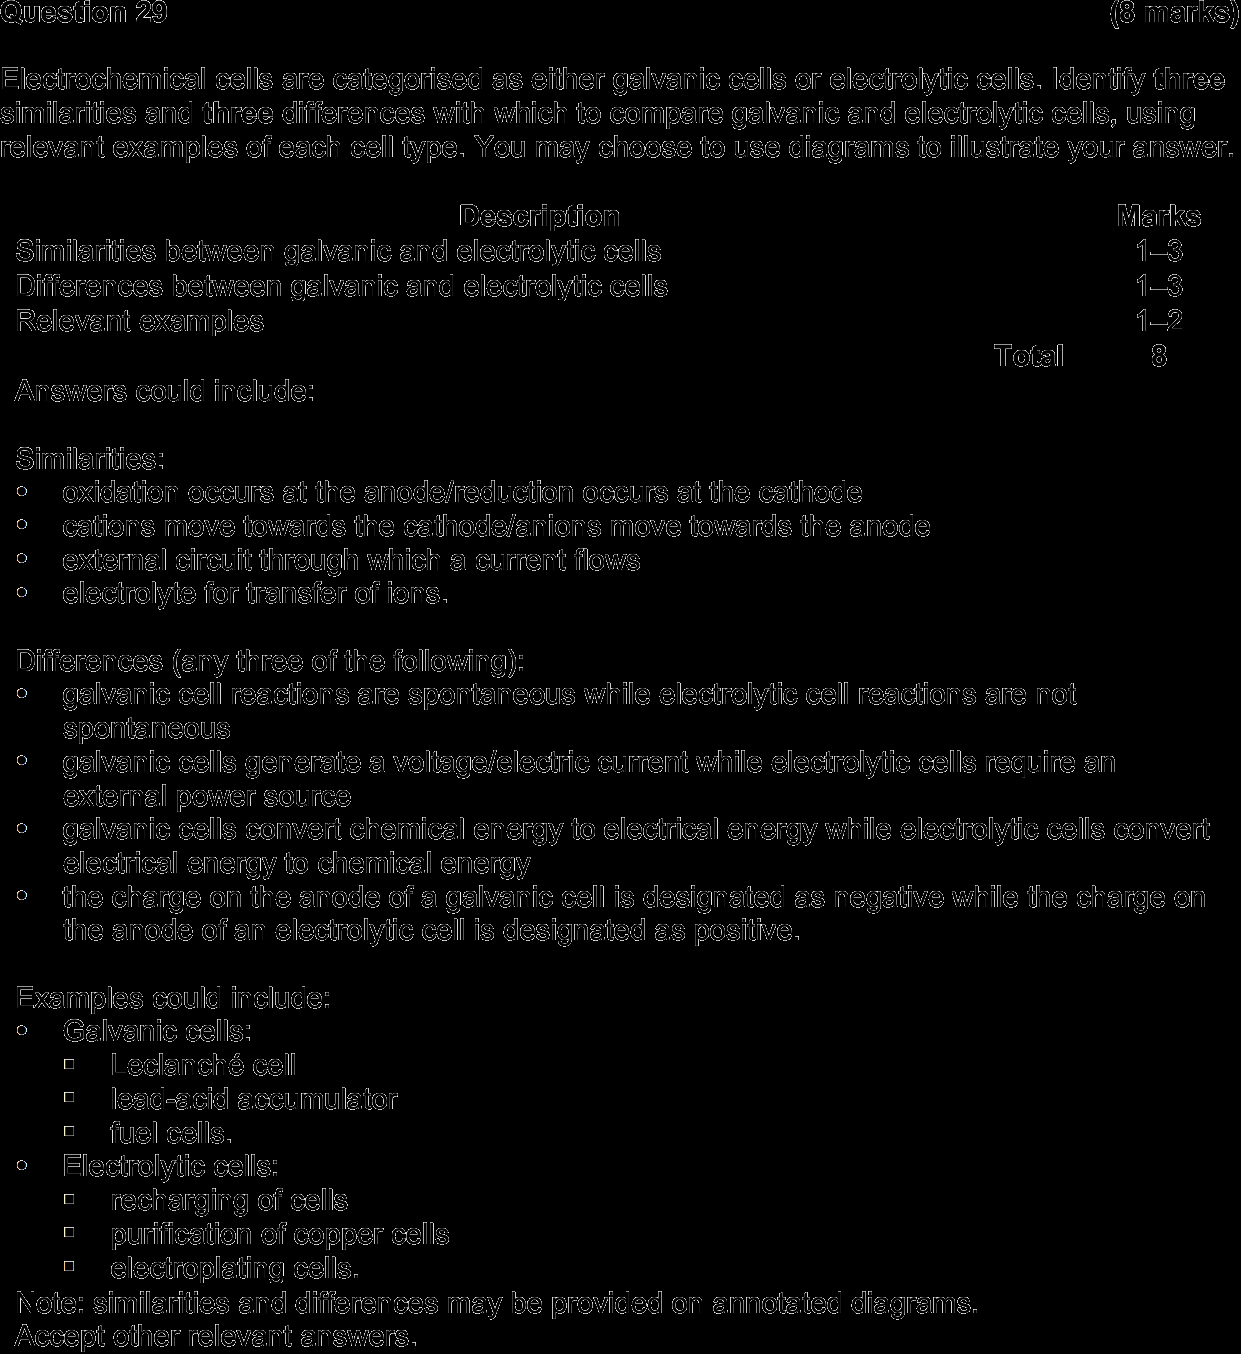 Question 29 (8 marks)
Electrochemical cells are categorised as either galvanic cells or electrolytic cells. Identify three
similarities and three differences with which to compare galvanic and electrolytic cells, using
relevant examples of each cell type. You may choose to use diagrams to illustrate your answer.
Description Marks
Similarities between galvanic and electrolytic cells 1–3
Differences between galvanic and electrolytic cells 1–3
Relevant examples 1–2
Total 8
Answers could include:
Similarities:
• oxidation occurs at the anode/reduction occurs at the cathode
• cations move towards the cathode/anions move towards the anode
• external circuit through which a current flows
• electrolyte for transfer of ions.
Differences (any three of the following):
• galvanic cell reactions are spontaneous while electrolytic cell reactions are not
spontaneous
• galvanic cells generate a voltage/electric current while electrolytic cells require an
external power source
• galvanic cells convert chemical energy to electrical energy while electrolytic cells convert
electrical energy to chemical energy
• the charge on the anode of a galvanic cell is designated as negative while the charge on
the anode of an electrolytic cell is designated as positive.
Examples could include:
• Galvanic cells:
▪ Leclanché cell
▪ lead-acid accumulator
▪ fuel cells.
• Electrolytic cells:
▪ recharging of cells
▪ purification of copper cells
▪ electroplating cells.
Note: similarities and differences may be provided on annotated diagrams.
Accept other relevant answers.